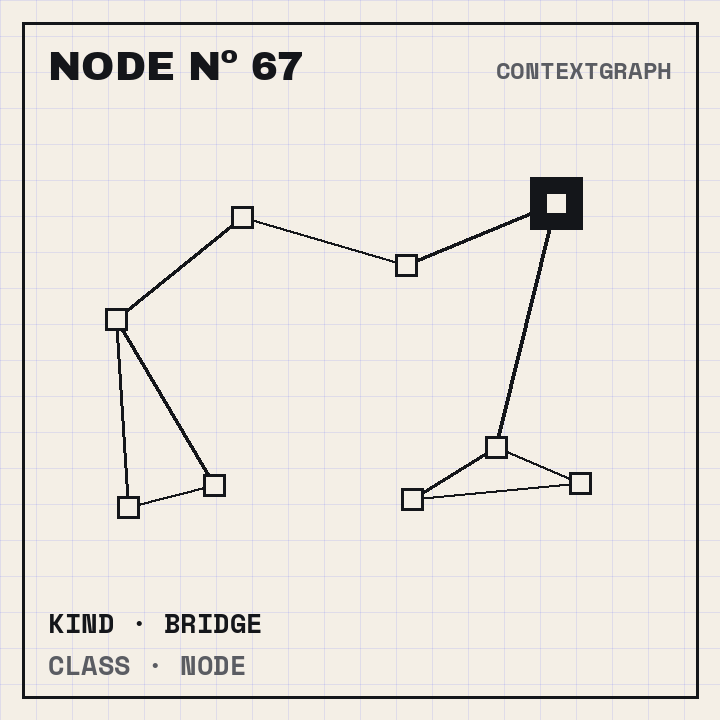 NODE Nº 67
CONTEXTGRAPH
KIND · BRIDGE
CLASS · NODE